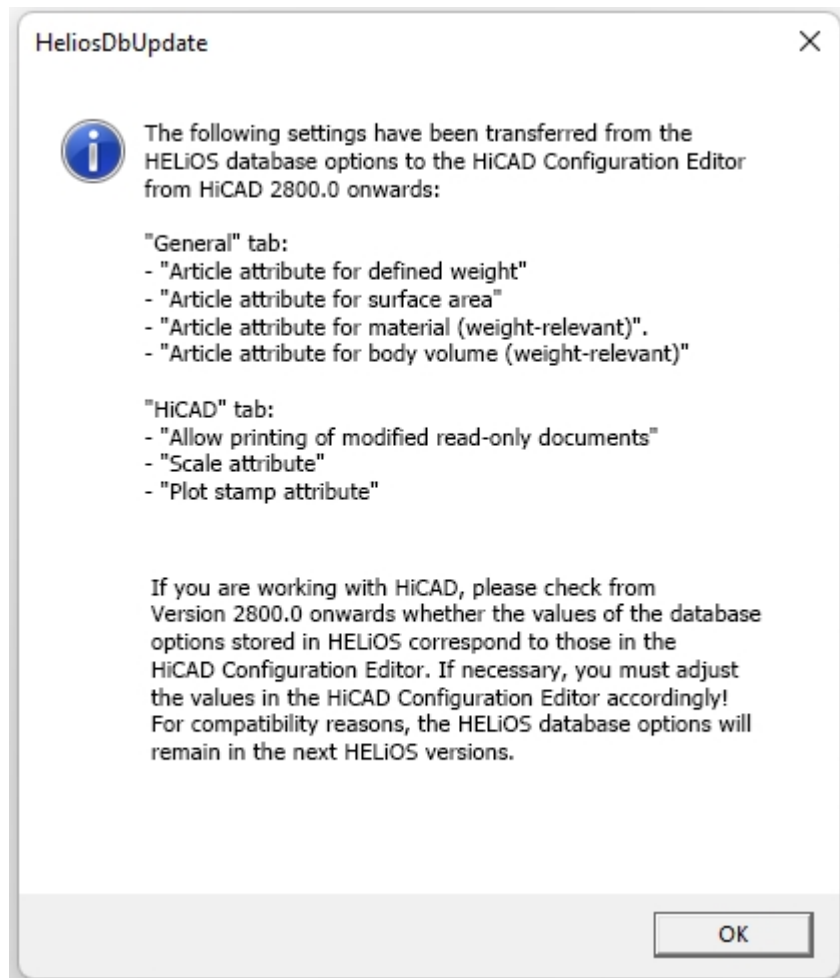 HeliosDbUpdate
The following settings have been transferred from the
HELiOS database options to the HiCAD Configuration Editor
from HiCAD 2800.0 onwards:
"General" tab:
- "Article attribute for defined weight"
- "Article attribute for surface area"
- "Article attribute for material (weight-relevant)".
- "Article attribute for body volume (weight-relevant)"
"HiCAD" tab:
- "Allow printing of modified read-only documents"
- "Scale attribute"
- "Plot stamp attribute"
If you are working with HiCAD, please check from
Version 2800.0 onwards whether the values of the database
options stored in HELiOS correspond to those in the
HiCAD Configuration Editor. If necessary, you must adjust
the values in the HiCAD Configuration Editor accordingly!
For compatibility reasons, the HELiOS database options will
remain in the next HELiOS versions.
OK